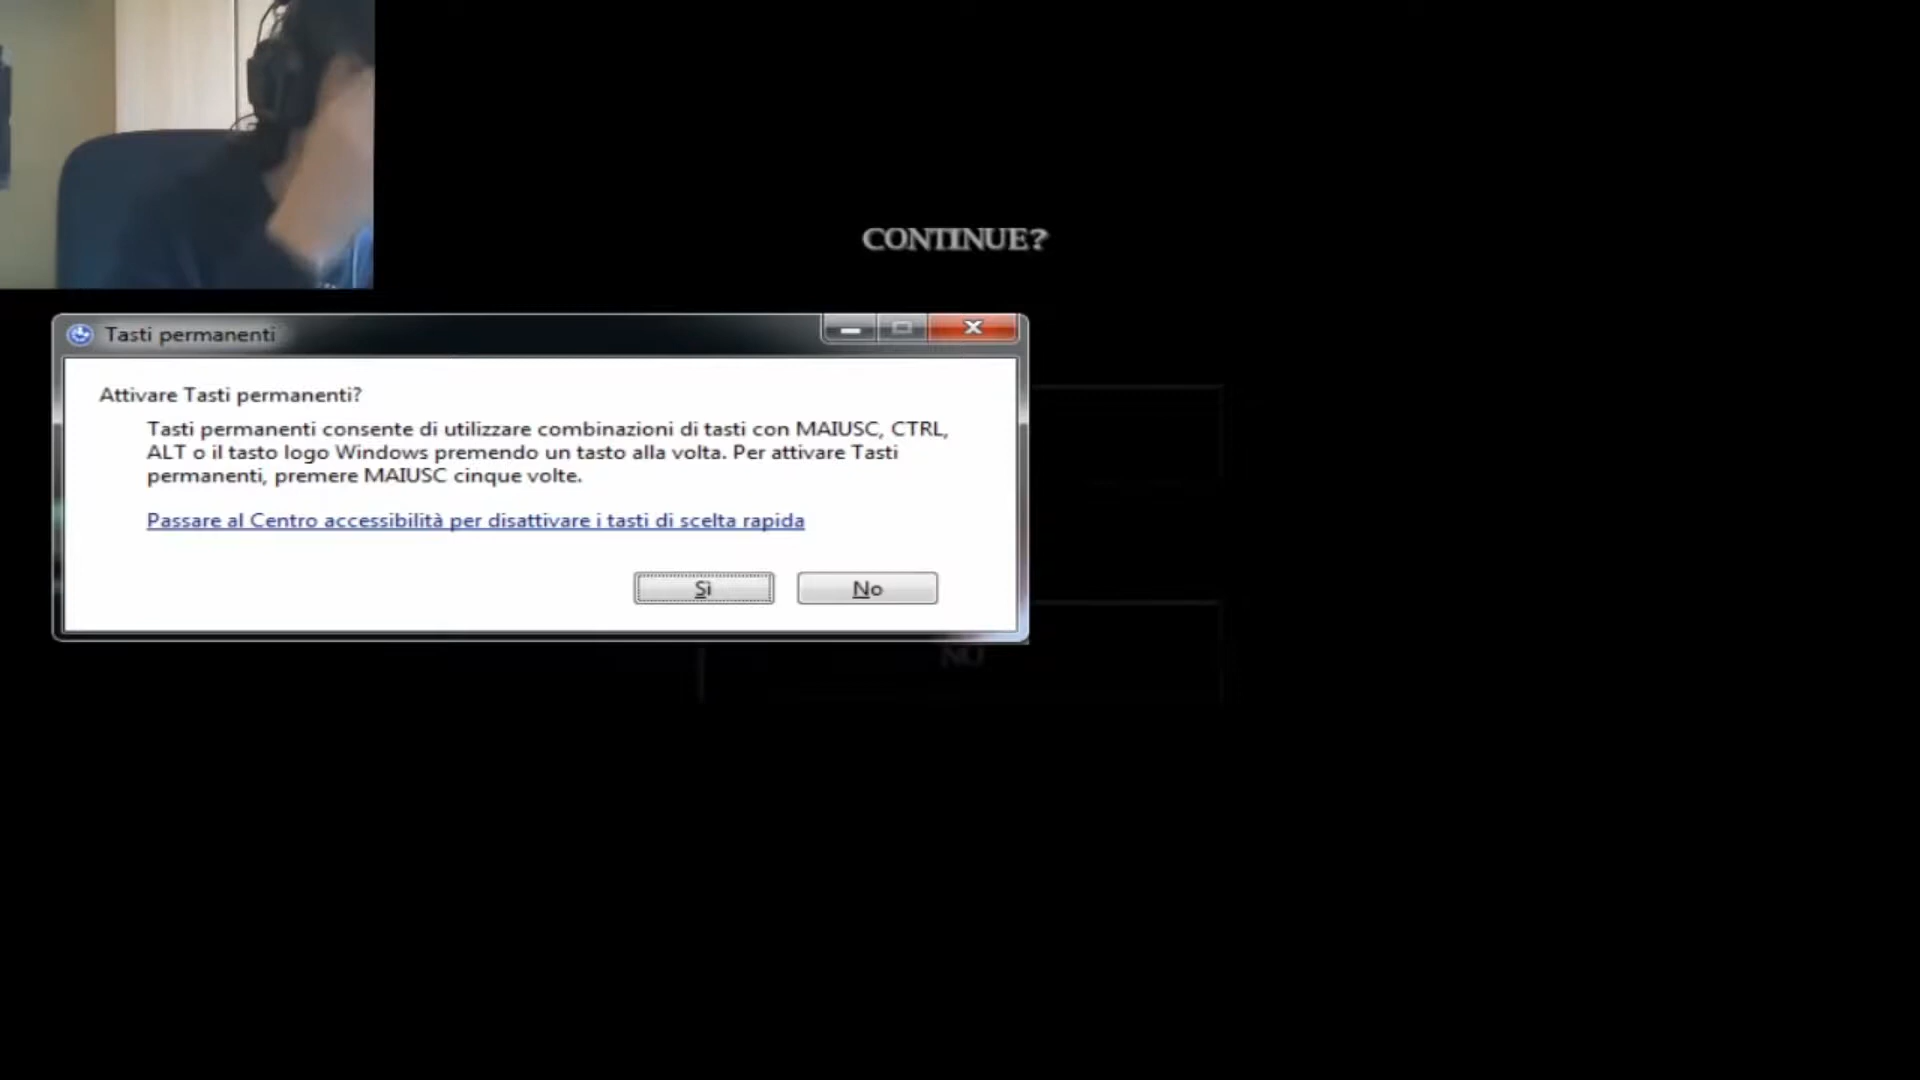 CONTINUE?
Tasti permanenti
Attivare Tasti permanenti?
Tasti permanenti consente di utilizzare combinazioni di tasti con MAIUSC, CTRL,
ALT o il tasto logo Windows premendo un tasto alla volta. Per attivare Tasti
permanenti, premere MAIUSC cinque volte.
Passare al Centro accessibilità per disattivare i tasti di scelta rapida
Sì No
NO